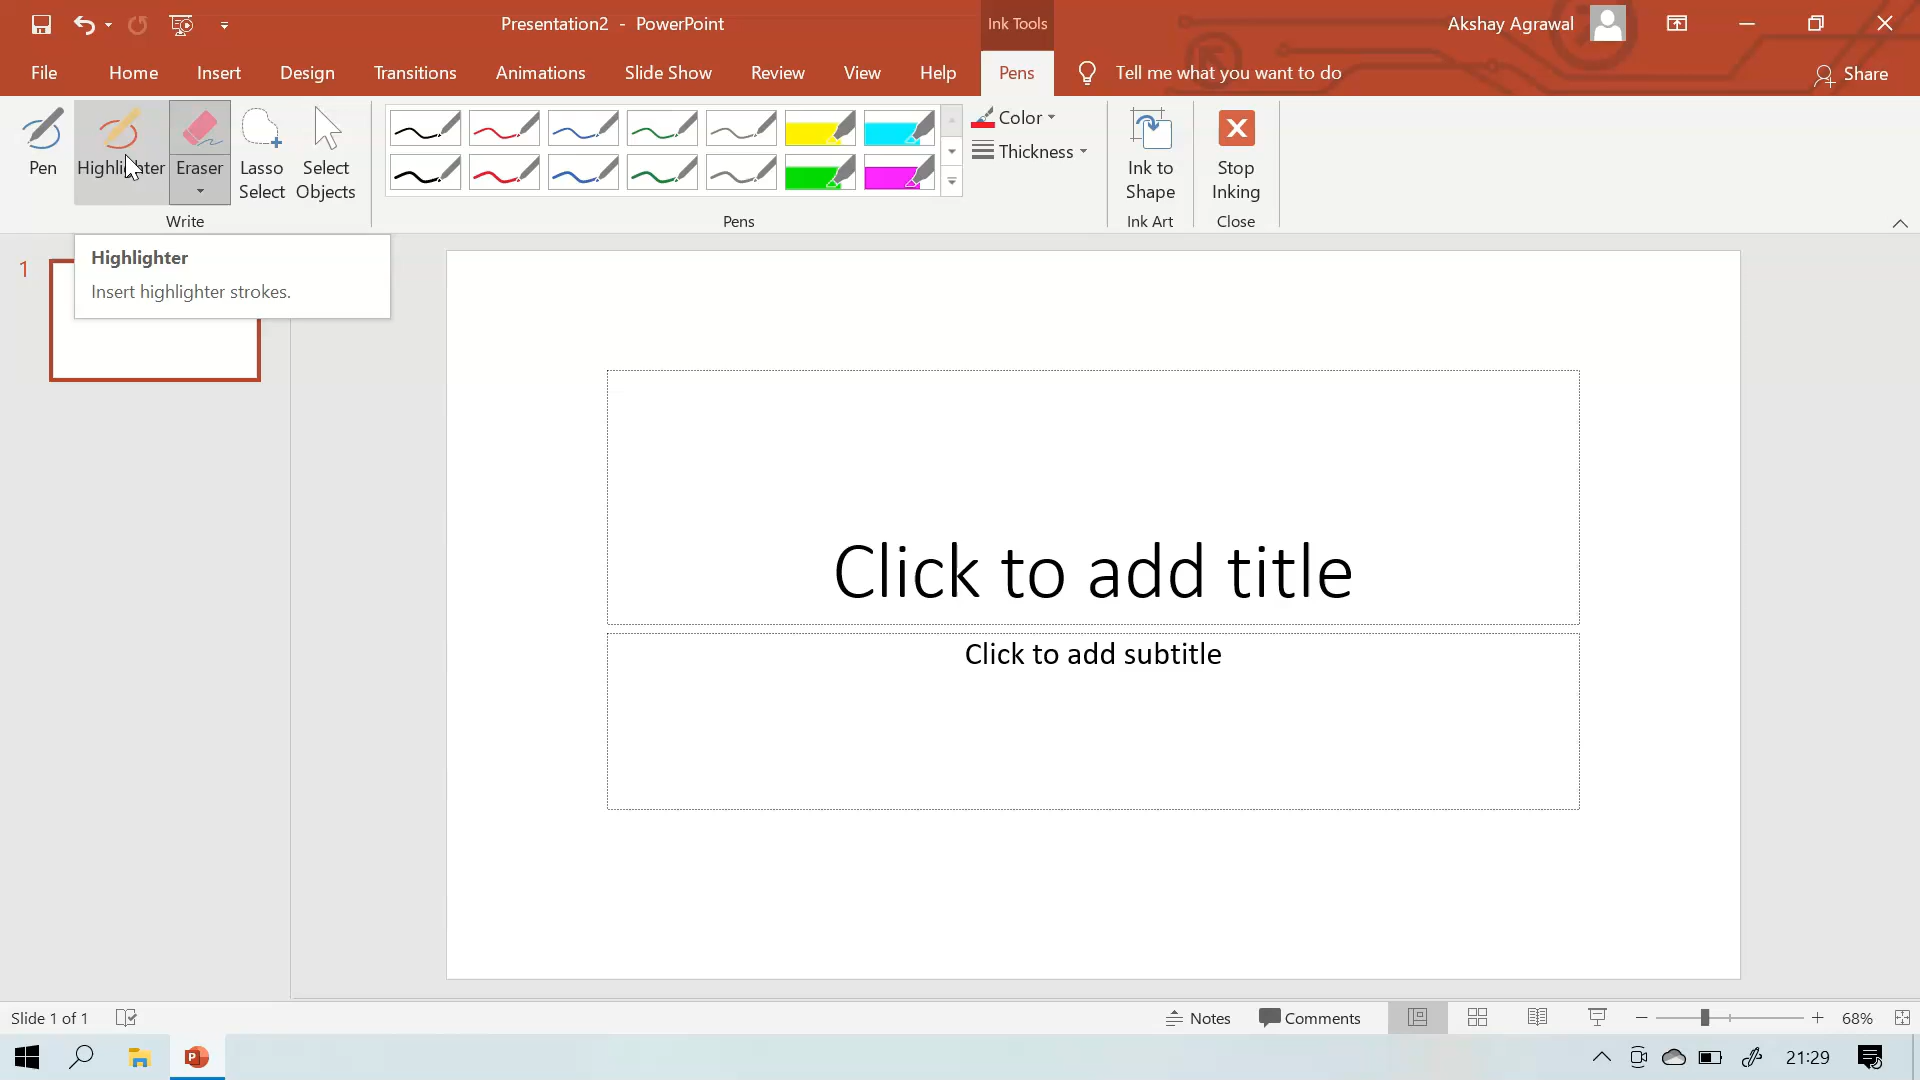 Presentation2 - PowerPoint
Ink Tools
Akshay Agrawal
File Home Insert Design Transitions Animations Slide Show Review View Help Pens Tell me what you want to do Share
Pen
Highlighter
Eraser
Lasso
Select
Select
Objects
Write
Color
Thickness
Pens
Ink to
Shape
Ink Art
Stop
Inking
Close
Highlighter
Insert highlighter strokes.
1
Click to add title
Click to add subtitle
Slide 1 of 1
Notes
Comments
68%
P
21:29